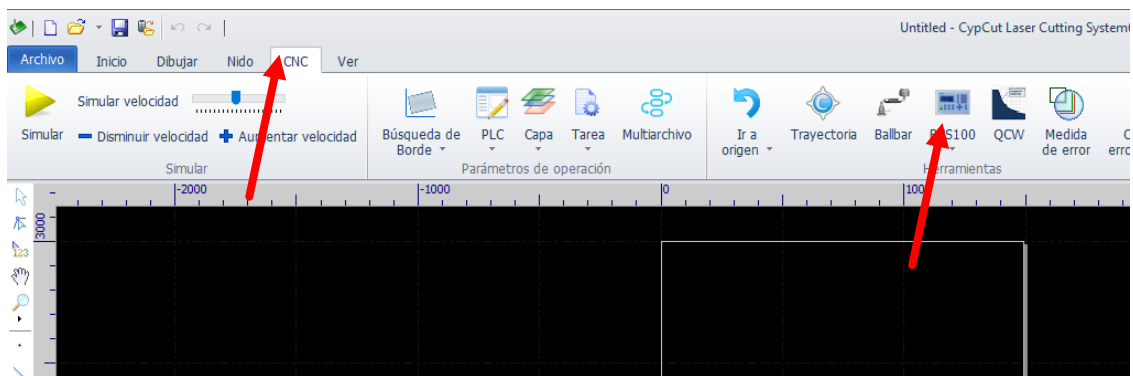 Untitled - CypCut Laser Cutting System
Archivo Inicio Dibujar Nido CNC Ver
Simular velocidad
Simular Disminuir velocidad Aumentar velocidad Búsqueda de Borde PLC Capa Tarea Multiarchivo Ir a origen Trayectoria Ballbar QCW Medida de error
Simular Parámetros de operación Herramientas
-2000 -1000 0 100
3000
123